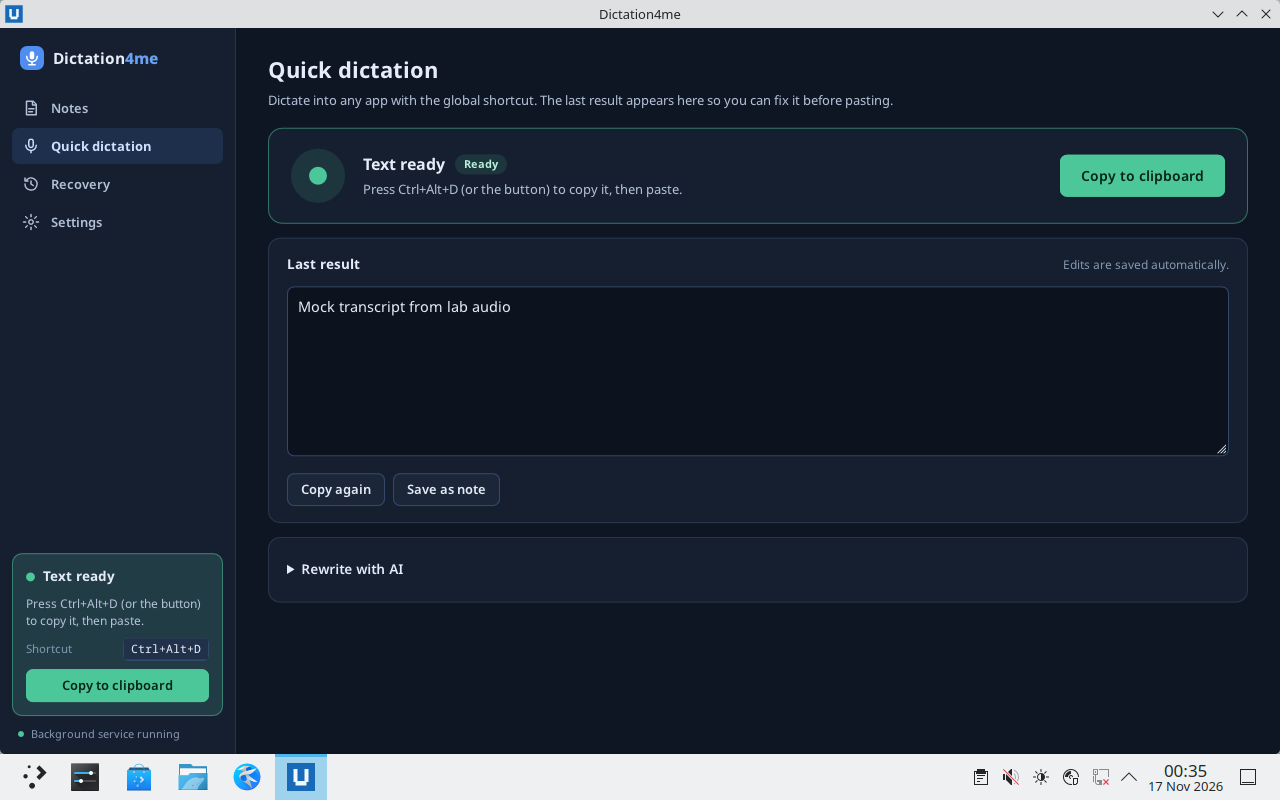 Dictation4me
Dictation4me
Notes
Quick dictation
Recovery
Settings
Text ready
Press Ctrl+Alt+D (or the button)
to copy it, then paste.
Shortcut Ctrl+Alt+D
Copy to clipboard
Background service running
Quick dictation
Dictate into any app with the global shortcut. The last result appears here so you can fix it before pasting.
Text ready Ready
Press Ctrl+Alt+D (or the button) to copy it, then paste.
Copy to clipboard
Last result
Edits are saved automatically.
Mock transcript from lab audio
Copy again
Save as note
Rewrite with AI
00:35
17 Nov 2026